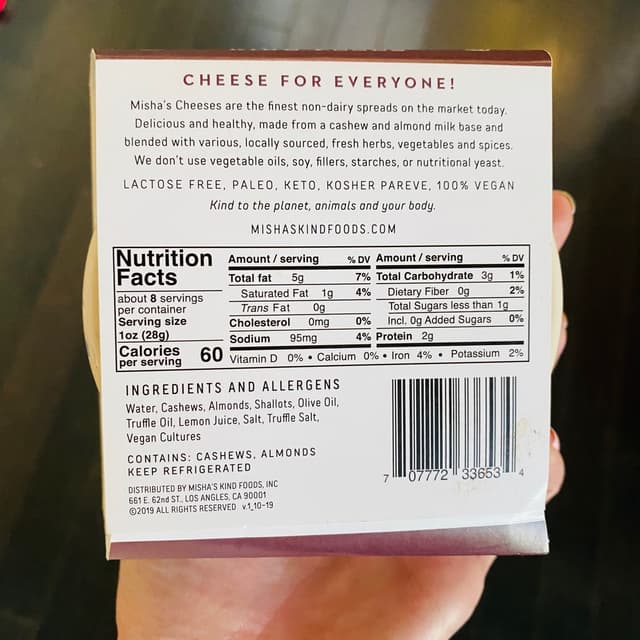 CHEESE FOR EVERYONE!
Misha's Cheeses are the finest non-dairy spreads on the market today.
Delicious and healthy, made from a cashew and almond milk base and
blended with various, locally sourced, fresh herbs, vegetables and spices.
We don't use vegetable oils, soy, fillers, starches, or nutritional yeast.
LACTOSE FREE, PALEO, KETO, KOSHER PAREVE, 100% VEGAN
Kind to the planet, animals and your body.
MISHASKINDFOODS.COM
Nutrition
Facts
about 8 servings
per container
Serving size
1oz (28g)
Calories
per serving 60
Amount / serving % DV
Total fat 5g 7%
Saturated Fat 1g 4%
Trans Fat 0g
Cholesterol 0mg 0%
Sodium 95mg 4%
Amount / serving % DV
Total Carbohydrate 3g 1%
Dietary Fiber 0g 2%
Total Sugars less than 1g
Incl. 0g Added Sugars 0%
Protein 2g
Vitamin D 0% • Calcium 0% • Iron 4% • Potassium 2%
INGREDIENTS AND ALLERGENS
Water, Cashews, Almonds, Shallots, Olive Oil,
Truffle Oil, Lemon Juice, Salt, Truffle Salt,
Vegan Cultures
CONTAINS: CASHEWS, ALMONDS
KEEP REFRIGERATED
DISTRIBUTED BY MISHA'S KIND FOODS, INC
661 E. 62nd ST., LOS ANGLES, CA 90001
©2019 ALL RIGHTS RESERVED v.1_10-19
7 07772 33653 4